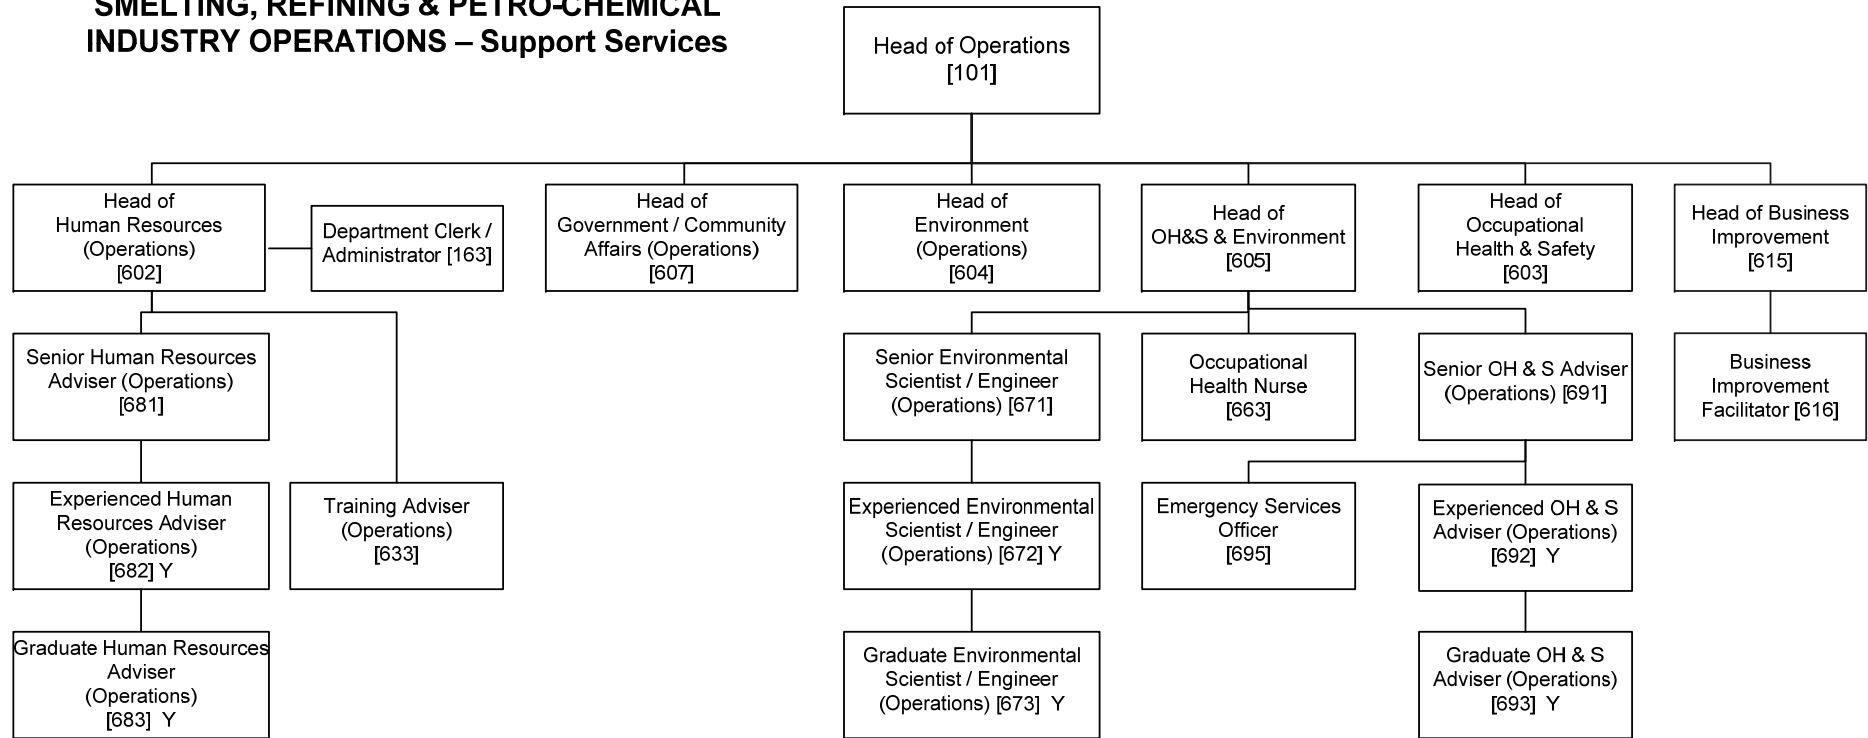 SMELTING, REFINING & PETRO-CHEMICAL
INDUSTRY OPERATIONS – Support Services
Head of Operations
[101]
Head of
Human Resources
(Operations)
[602]
Department Clerk /
Administrator [163]
Head of
Government / Community
Affairs (Operations)
[607]
Head of
Environment
(Operations)
[604]
Head of
OH&S & Environment
[605]
Head of
Occupational
Health & Safety
[603]
Head of Business
Improvement
[615]
Senior Human Resources
Adviser (Operations)
[681]
Senior Environmental
Scientist / Engineer
(Operations) [671]
Occupational
Health Nurse
[663]
Senior OH & S Adviser
(Operations) [691]
Business
Improvement
Facilitator [616]
Experienced Human
Resources Adviser
(Operations)
[682] Y
Training Adviser
(Operations)
[633]
Experienced Environmental
Scientist / Engineer
(Operations) [672] Y
Emergency Services
Officer
[695]
Experienced OH & S
Adviser (Operations)
[692] Y
Graduate Human Resources
Adviser
(Operations)
[683] Y
Graduate Environmental
Scientist / Engineer
(Operations) [673] Y
Graduate OH & S
Adviser (Operations)
[693] Y